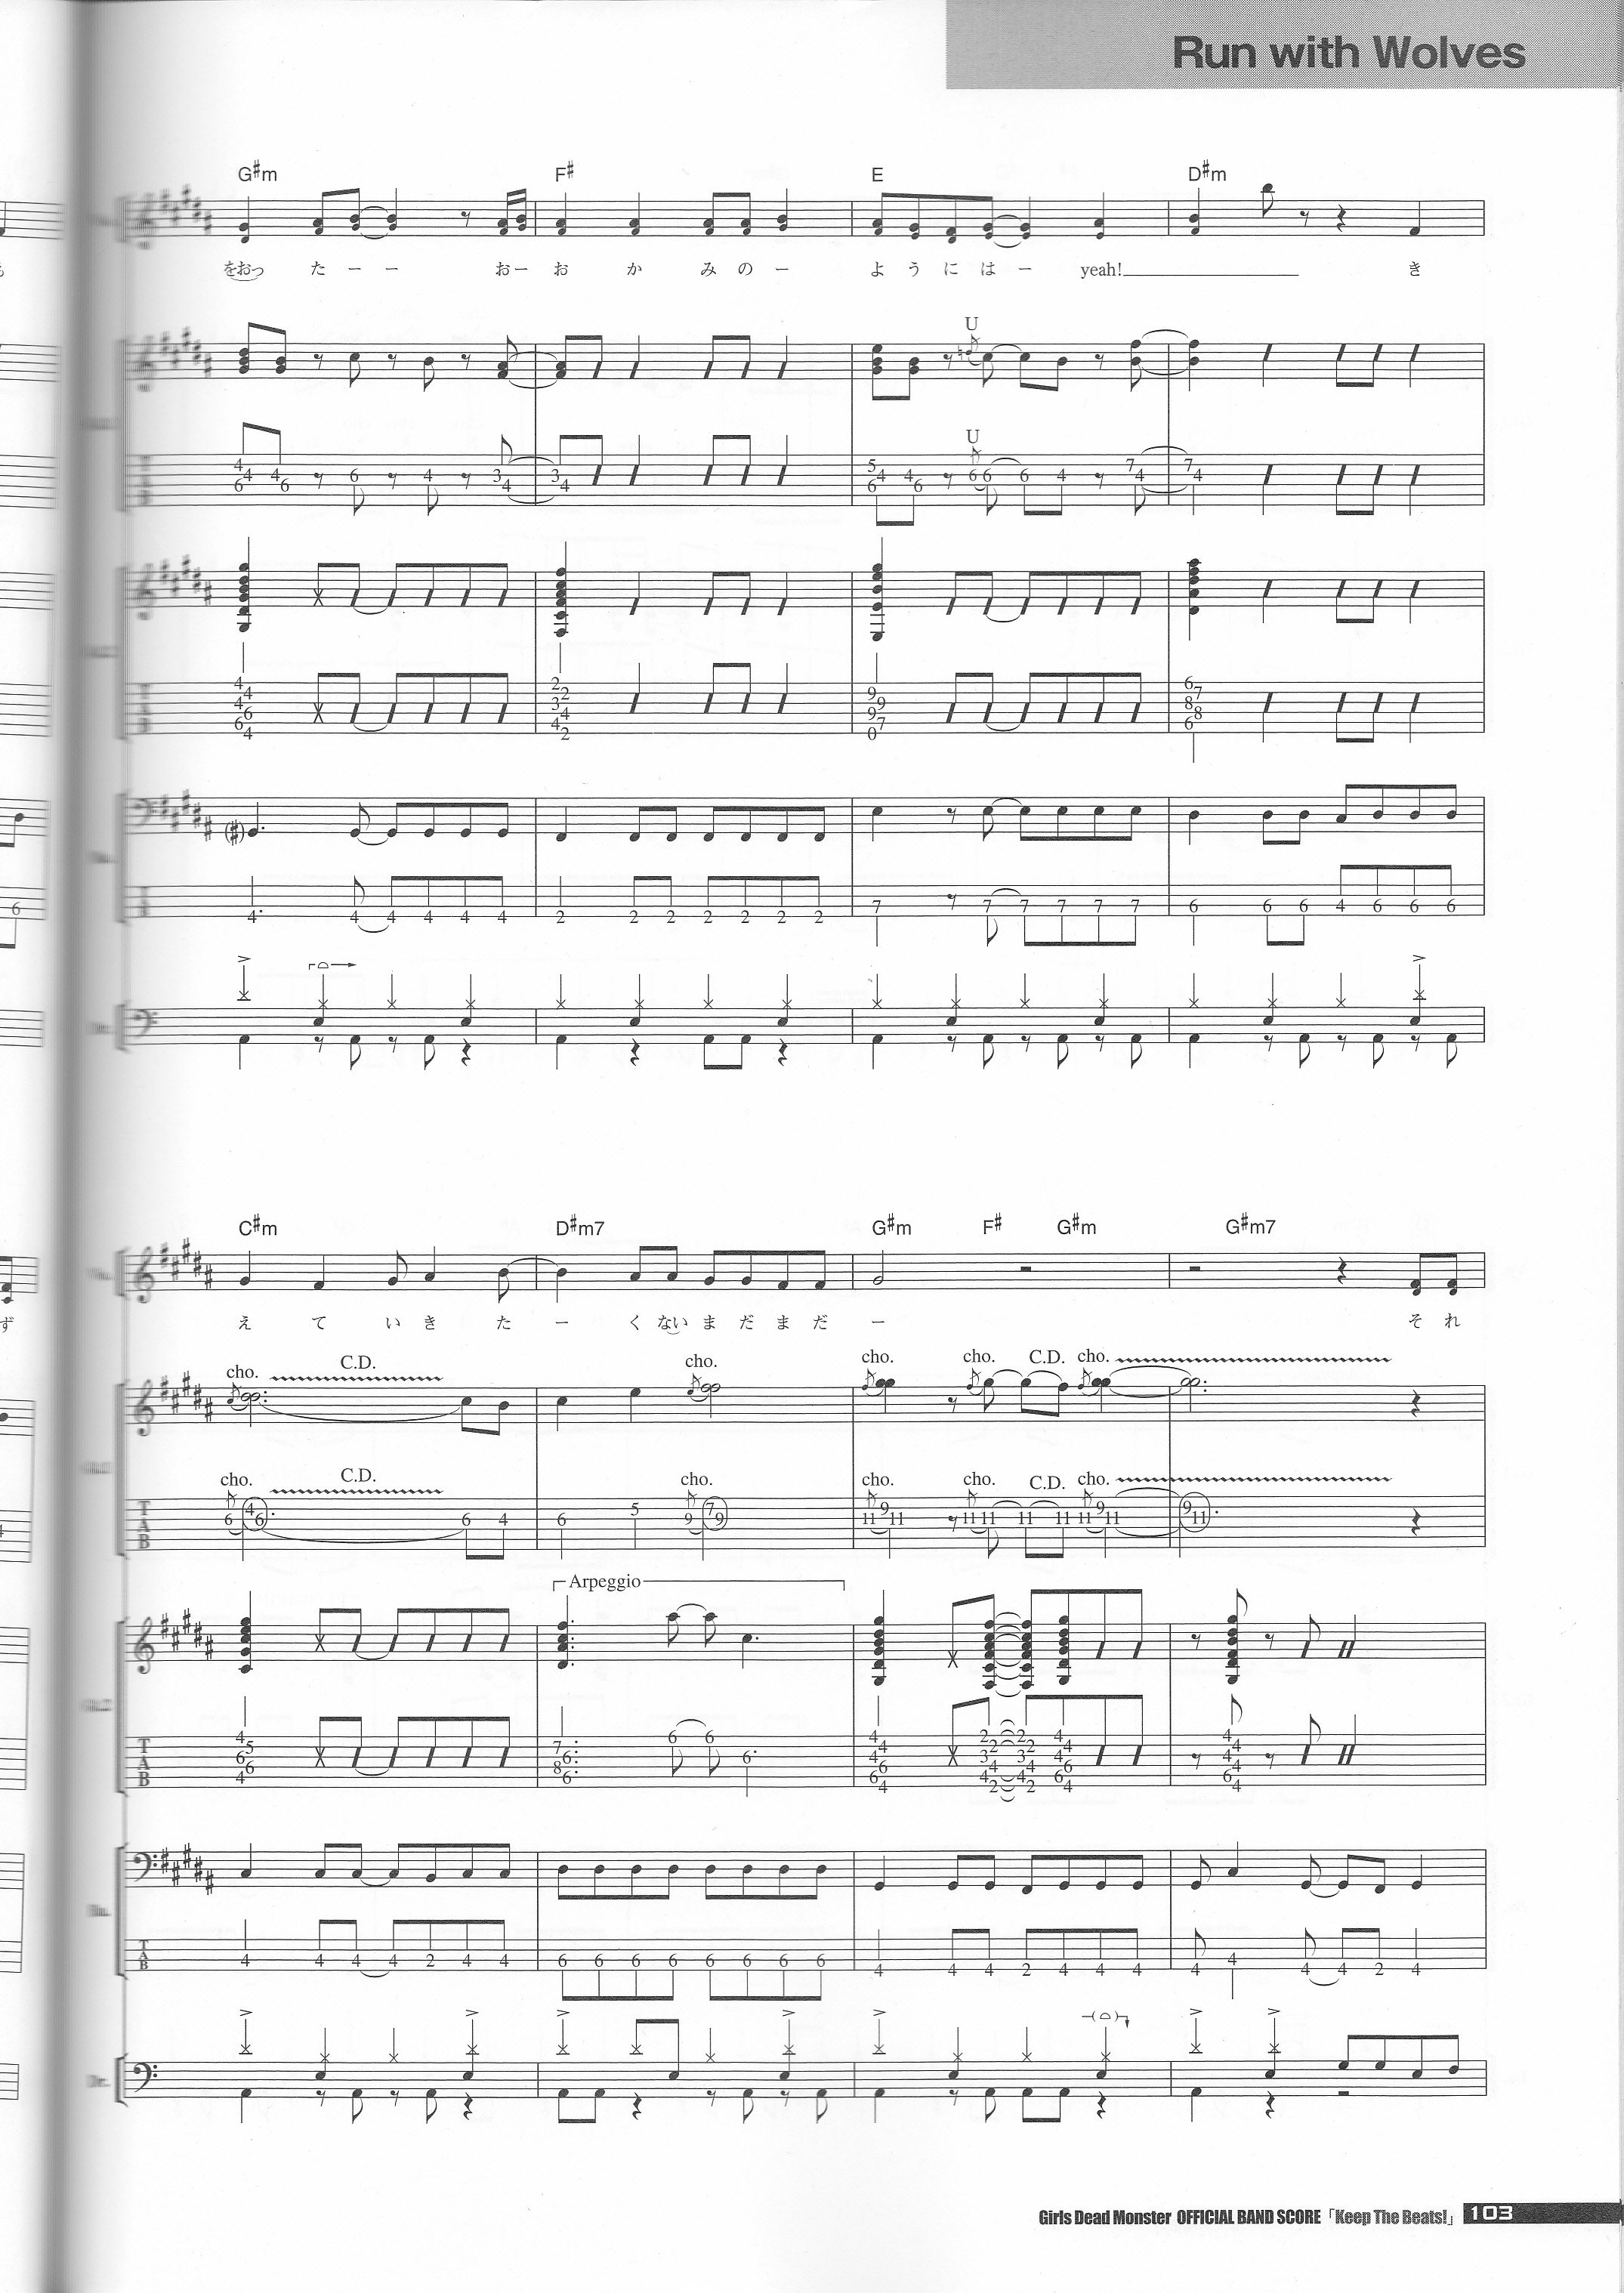 Run with Wolves
G#m F# E D#m
をおっ た ー ー おー お か み の ー よ う に は ー yeah! き
U
U
4 4 6 4 6 6 4 3 4 3 4 5 4 6 4 6 6 6 6 4 7 4 7 4
4 4 4 6 6 4 2 2 3 4 4 2 9 9 9 7 0 6 7 8 8 6
4 4 4 4 4 4 2 2 2 2 2 2 2 7 7 7 7 7 7 6 6 6 4 6 6 6
C#m D#m7 G#m F# G#m G#m7
え て い き た ー く ない ま だ ま だ ー そ れ
cho. C.D. cho. cho. cho. C.D. cho.
cho. C.D. cho. cho. cho. C.D. cho.
T A B 6 4 6 6 4 6 5 9 7 9 11 9 11 11 11 11 11 11 9 11 9 11
Arpeggio
T A B 4 5 6 6 4 7 6 8 6 6 6 6 4 4 4 6 6 4 2 2 3 4 4 2 2 2 3 4 4 2 4 4 4 6 6 4 4 4 4 4 6 4
T A B 4 4 4 4 2 4 4 6 6 6 6 6 6 6 6 4 4 4 2 4 4 4 4 4 4 4 2 4
Dr.
Girls Dead Monster OFFICIAL BAND SCORE「Keep The Beats!」 103